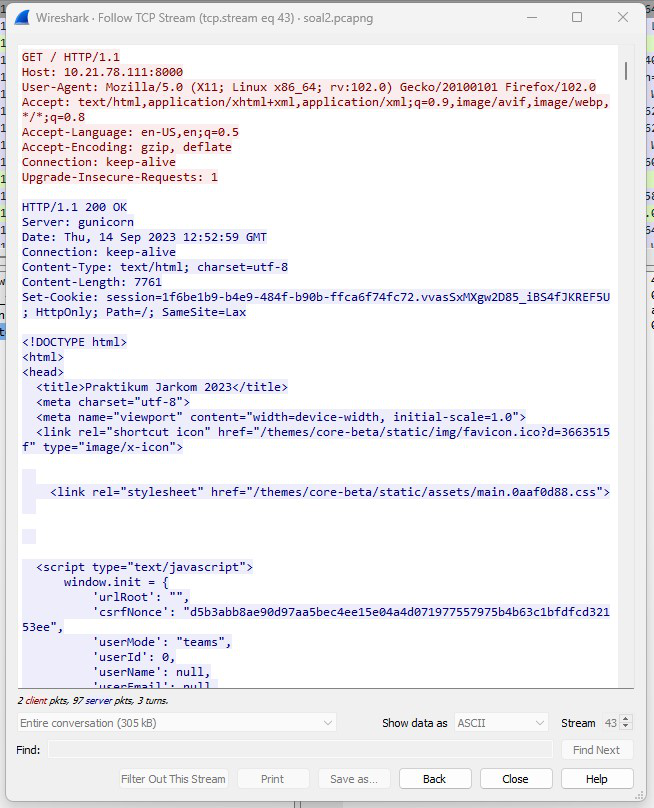 Wireshark - Follow TCP Stream (tcp.stream eq 43) - soal2.pcapng
GET / HTTP/1.1
Host: 10.21.78.111:8000
User-Agent: Mozilla/5.0 (X11; Linux x86_64; rv:102.0) Gecko/20100101 Firefox/102.0
Accept: text/html,application/xhtml+xml,application/xml;q=0.9,image/avif,image/webp,
*/*;q=0.8
Accept-Language: en-US,en;q=0.5
Accept-Encoding: gzip, deflate
Connection: keep-alive
Upgrade-Insecure-Requests: 1
HTTP/1.1 200 OK
Server: gunicorn
Date: Thu, 14 Sep 2023 12:52:59 GMT
Connection: keep-alive
Content-Type: text/html; charset=utf-8
Content-Length: 7761
Set-Cookie: session=1f6be1b9-b4e9-484f-b90b-ffca6f74fc72.vvasSxMXgw2D85_iBS4fJKREF5U
; HttpOnly; Path=/; SameSite=Lax
<!DOCTYPE html>
<html>
<head>
<title>Praktikum Jarkom 2023</title>
<meta charset="utf-8">
<meta name="viewport" content="width=device-width, initial-scale=1.0">
<link rel="shortcut icon" href="/themes/core-beta/static/img/favicon.ico?d=3663515
f" type="image/x-icon">
<link rel="stylesheet" href="/themes/core-beta/static/assets/main.0aaf0d88.css">
<script type="text/javascript">
window.init = {
'urlRoot': "",
'csrfNonce': "d5b3abb8ae90d97aa5bec4ee15e04a4d071977557975b4b63c1bfdfcd321
53ee",
'userMode': "teams",
'userId': 0,
'userName': null,
'userEmail': null
2 client pkts, 97 server pkts, 3 turns.
Entire conversation (305 kB)
Show data as ASCII
Stream 43
Find:
Find Next
Filter Out This Stream
Print
Save as...
Back
Close
Help